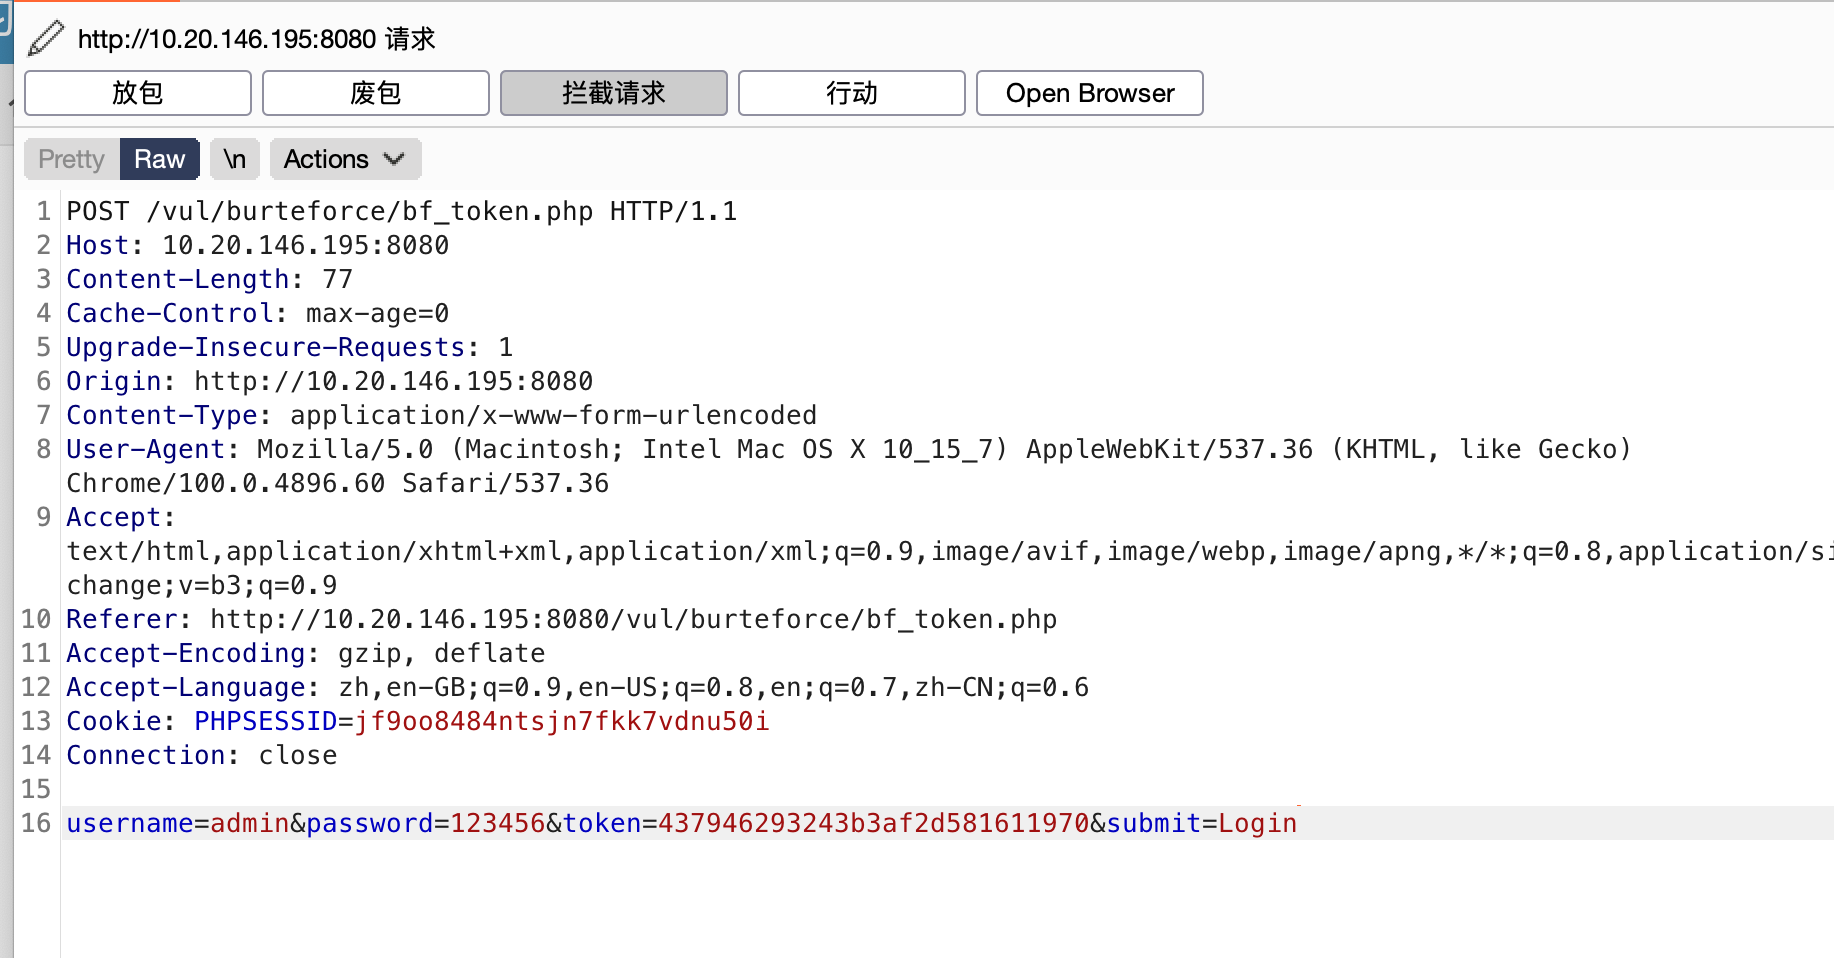 http://10.20.146.195:8080 请求
放包 废包 拦截请求 行动 Open Browser
Pretty Raw \n Actions
1 POST /vul/burteforce/bf_token.php HTTP/1.1
2 Host: 10.20.146.195:8080
3 Content-Length: 77
4 Cache-Control: max-age=0
5 Upgrade-Insecure-Requests: 1
6 Origin: http://10.20.146.195:8080
7 Content-Type: application/x-www-form-urlencoded
8 User-Agent: Mozilla/5.0 (Macintosh; Intel Mac OS X 10_15_7) AppleWebKit/537.36 (KHTML, like Gecko)
Chrome/100.0.4896.60 Safari/537.36
9 Accept:
text/html,application/xhtml+xml,application/xml;q=0.9,image/avif,image/webp,image/apng,*/*;q=0.8,application/si
change;v=b3;q=0.9
10 Referer: http://10.20.146.195:8080/vul/burteforce/bf_token.php
11 Accept-Encoding: gzip, deflate
12 Accept-Language: zh,en-GB;q=0.9,en-US;q=0.8,en;q=0.7,zh-CN;q=0.6
13 Cookie: PHPSESSID=jf9oo8484ntsjn7fkk7vdnu50i
14 Connection: close
15
16 username=admin&password=123456&token=437946293243b3af2d581611970&submit=Login